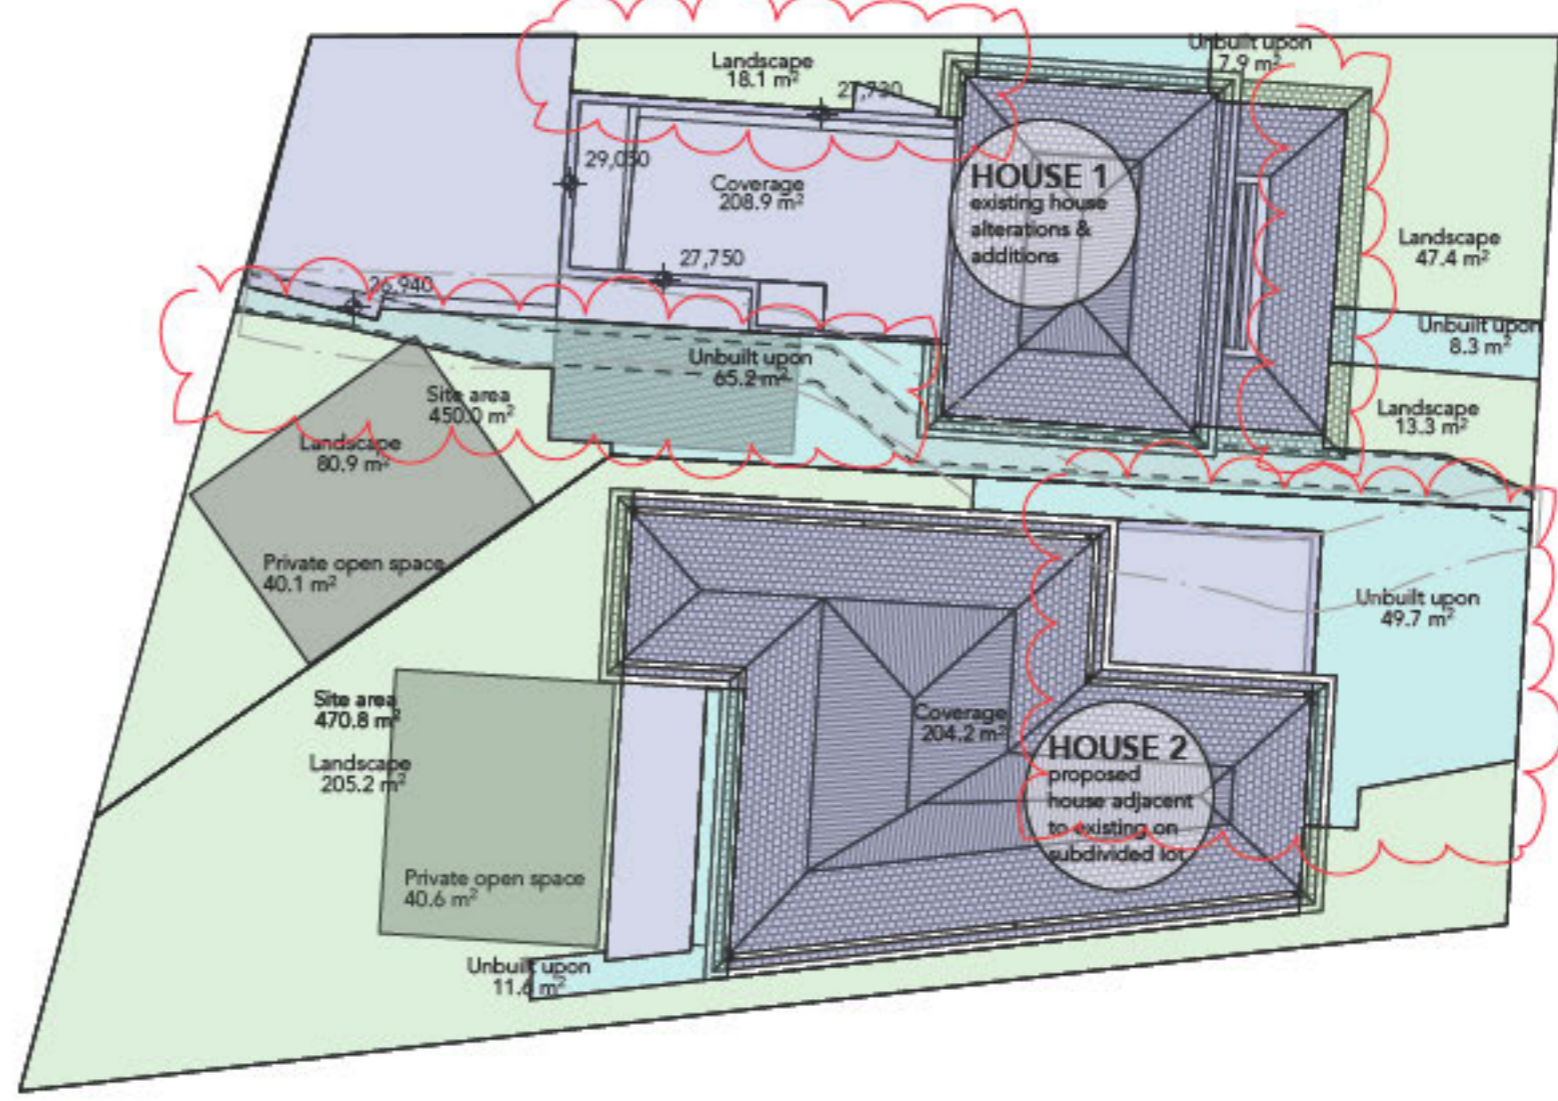 Landscape
18.1 m²
Unbuilt upon
7.9 m²
27,730
29,050
Coverage
208.9 m²
HOUSE 1
existing house
alterations &
additions
Landscape
47.4 m²
27,750
26,940
Unbuilt upon
8.3 m²
Unbuilt upon
65.2 m²
Site area
450.0 m²
Landscape
13.3 m²
Landscape
80.9 m²
Private open space
40.1 m²
Unbuilt upon
49.7 m²
Site area
470.8 m²
Landscape
205.2 m²
Coverage
204.2 m²
HOUSE 2
proposed
house adjacent
to existing on
subdivided lot
Private open space
40.6 m²
Unbuilt upon
11.6 m²